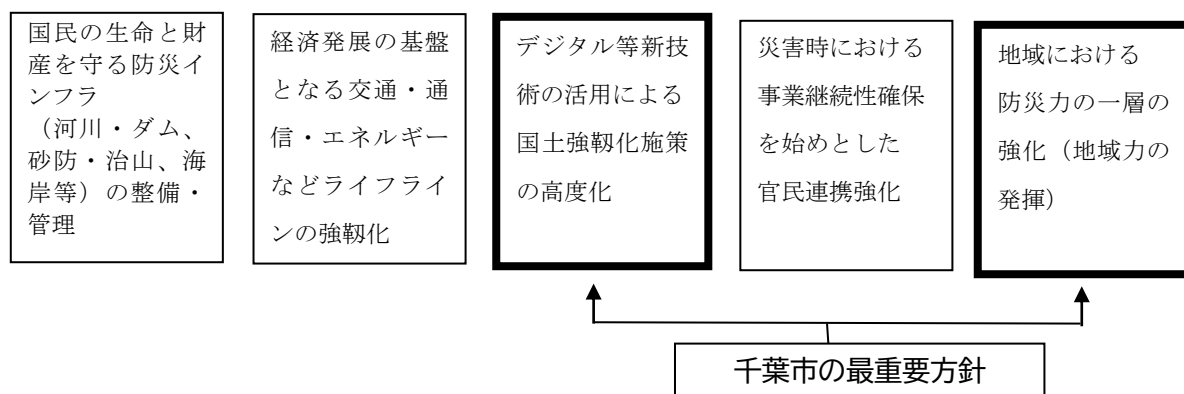 国民の生命と財
産を守る防災イ
ンフラ
（河川・ダム、
砂防・治山、海
岸等）の整備・
管理
経済発展の基盤
となる交通・通
信・エネルギー
などライフライ
ンの強靱化
デジタル等新技
術の活用による
国土強靱化施策
の高度化
災害時における
事業継続性確保
を始めとした
官民連携強化
地域における
防災力の一層の
強化（地域力の
発揮）
千葉市の最重要方針